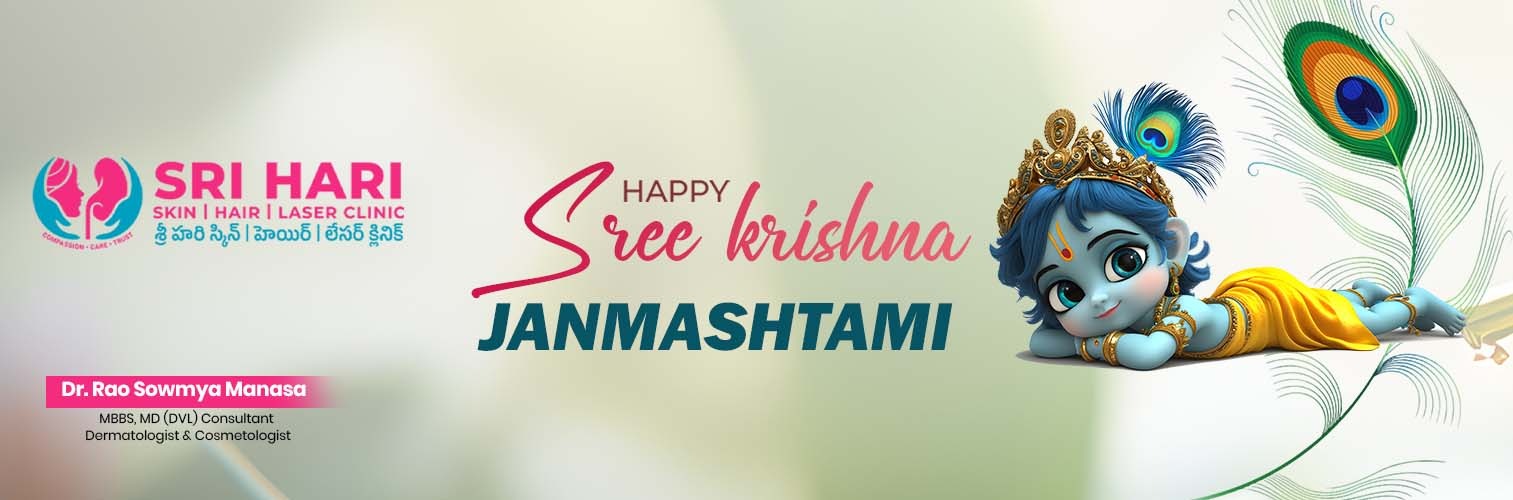 SRI HARI
SKIN | HAIR | LASER CLINIC
శ్రీ హరి స్కిన్ | హెయిర్ | లేసర్ క్లినిక్
COMPASSION • CARE • TRUST
HAPPY
Sree krishna
JANMASHTAMI
Dr. Rao Sowmya Manasa
MBBS, MD (DVL) Consultant
Dermatologist & Cosmetologist